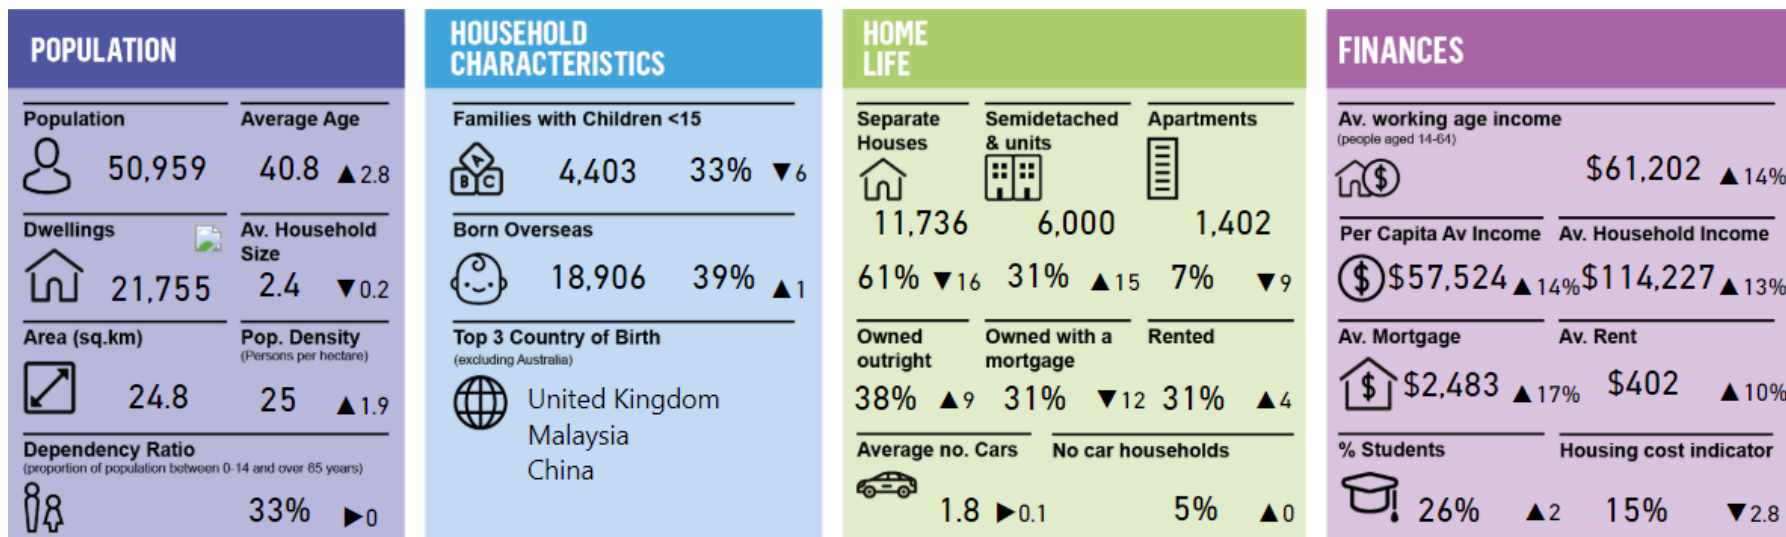 POPULATION
Population
Average Age
50,959
40.8 ▲2.8
Dwellings
Av. Household
Size
21,755
2.4 ▼0.2
Area (sq.km)
Pop. Density
(Persons per hectare)
24.8
25 ▲1.9
Dependency Ratio
(proportion of population between 0-14 and over 65 years)
33% ▶0
HOUSEHOLD
CHARACTERISTICS
Families with Children <15
A B C
4,403 33% ▼6
Born Overseas
18,906 39% ▲1
Top 3 Country of Birth
(excluding Australia)
United Kingdom
Malaysia
China
HOME
LIFE
Separate
Houses
Semidetached
& units
Apartments
11,736 6,000 1,402
61% ▼16 31% ▲15 7% ▼9
Owned
outright
Owned with a
mortgage
Rented
38% ▲9 31% ▼12 31% ▲4
Average no. Cars
No car households
1.8 ▶0.1 5% ▲0
FINANCES
Av. working age income
(people aged 14-64)
$
$61,202 ▲14%
Per Capita Av Income
Av. Household Income
$
$57,524 ▲14% $114,227 ▲13%
Av. Mortgage
Av. Rent
$
$2,483 ▲17% $402 ▲10%
% Students
Housing cost indicator
26% ▲2 15% ▼2.8